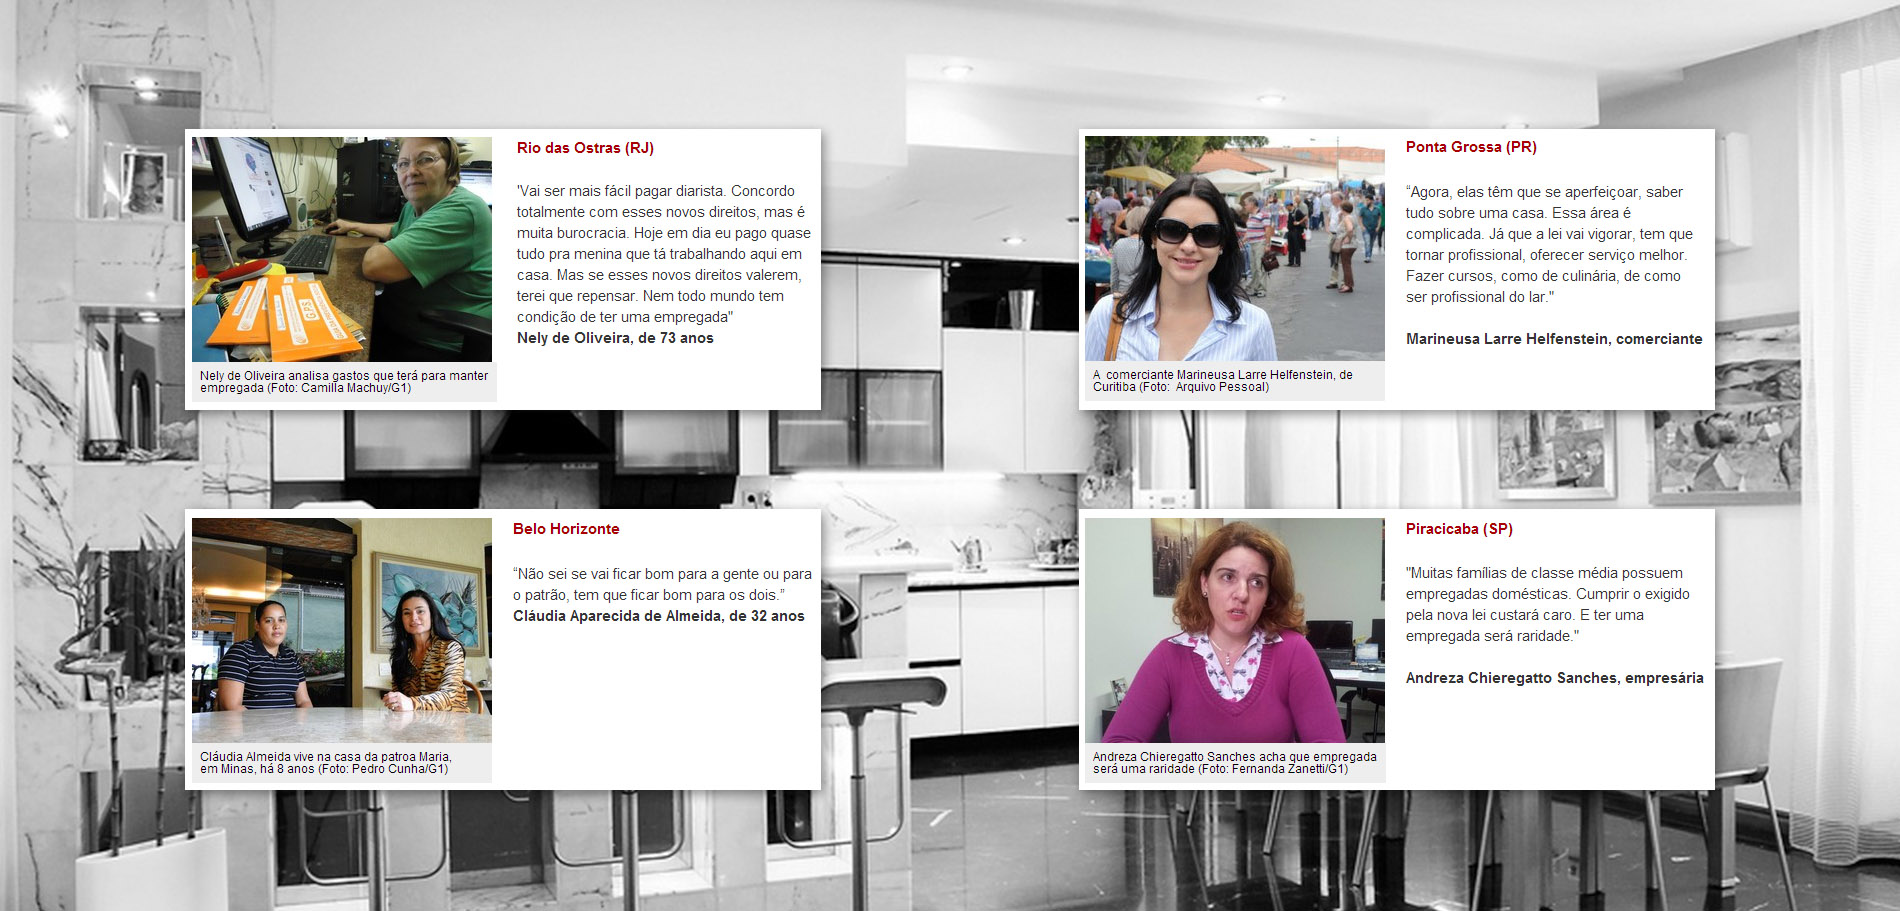 Rio das Ostras (RJ)
'Vai ser mais fácil pagar diarista. Concordo
totalmente com esses novos direitos, mas é
muita burocracia. Hoje em dia eu pago quase
tudo pra menina que tá trabalhando aqui em
casa. Mas se esses novos direitos valerem,
terei que repensar. Nem todo mundo tem
condição de ter uma empregada"
Nely de Oliveira, de 73 anos
GPS
Nely de Oliveira analisa gastos que terá para manter
empregada (Foto: Camilla Machuy/G1)
Ponta Grossa (PR)
“Agora, elas têm que se aperfeiçoar, saber
tudo sobre uma casa. Essa área é
complicada. Já que a lei vai vigorar, tem que
tornar profissional, oferecer serviço melhor.
Fazer cursos, como de culinária, de como
ser profissional do lar."
Marineusa Larre Helfenstein, comerciante
A comerciante Marineusa Larre Helfenstein, de
Curitiba (Foto: Arquivo Pessoal)
Belo Horizonte
“Não sei se vai ficar bom para a gente ou para
o patrão, tem que ficar bom para os dois.”
Cláudia Aparecida de Almeida, de 32 anos
Cláudia Almeida vive na casa da patroa Maria,
em Minas, há 8 anos (Foto: Pedro Cunha/G1)
Piracicaba (SP)
"Muitas famílias de classe média possuem
empregadas domésticas. Cumprir o exigido
pela nova lei custará caro. E ter uma
empregada será raridade."
Andreza Chieregatto Sanches, empresária
Andreza Chieregatto Sanches acha que empregada
será uma raridade (Foto: Fernanda Zanetti/G1)